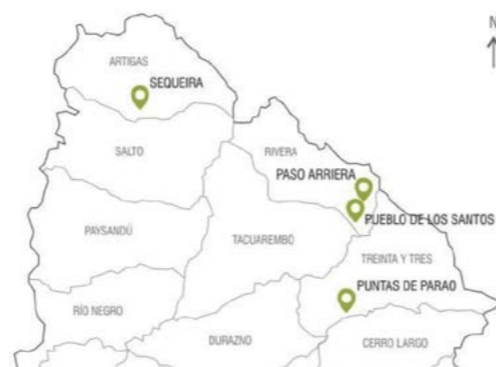 N
ARTIGAS
SEQUEIRA
SALTO
RIVERA
PASO ARRIERA
PUEBLO DE LOS SANTOS
PAYSANDÚ
TACUAREMBÓ
TREINTA Y TRES
PUNTAS DE PARAO
RÍO NEGRO
DURAZNO
CERRO LARGO